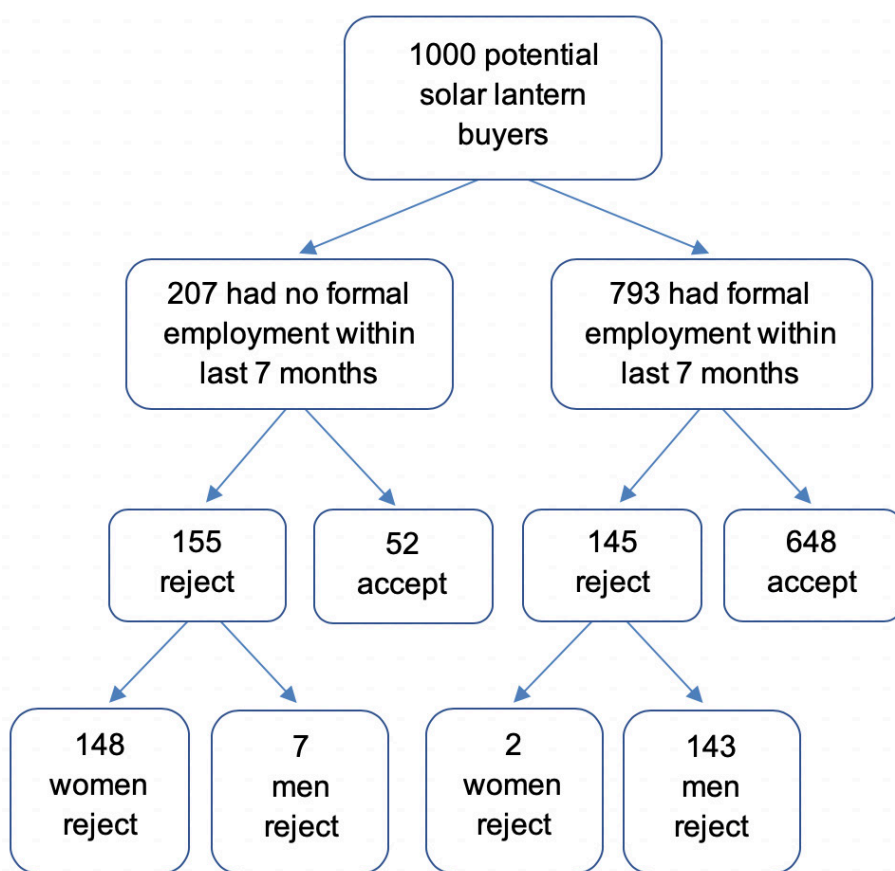 1000 potential
solar lantern
buyers
207 had no formal
employment within
last 7 months
793 had formal
employment within
last 7 months
155
reject
52
accept
145
reject
648
accept
148
women
reject
7
men
reject
2
women
reject
143
men
reject